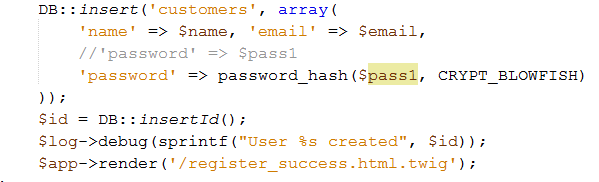 DB::insert('customers', array(
'name' => $name, 'email' => $email,
//'password' => $pass1
'password' => password_hash($pass1, CRYPT_BLOWFISH)
));
$id = DB::insertId();
$log->debug(sprintf("User %s created", $id));
$app->render('/register_success.html.twig');